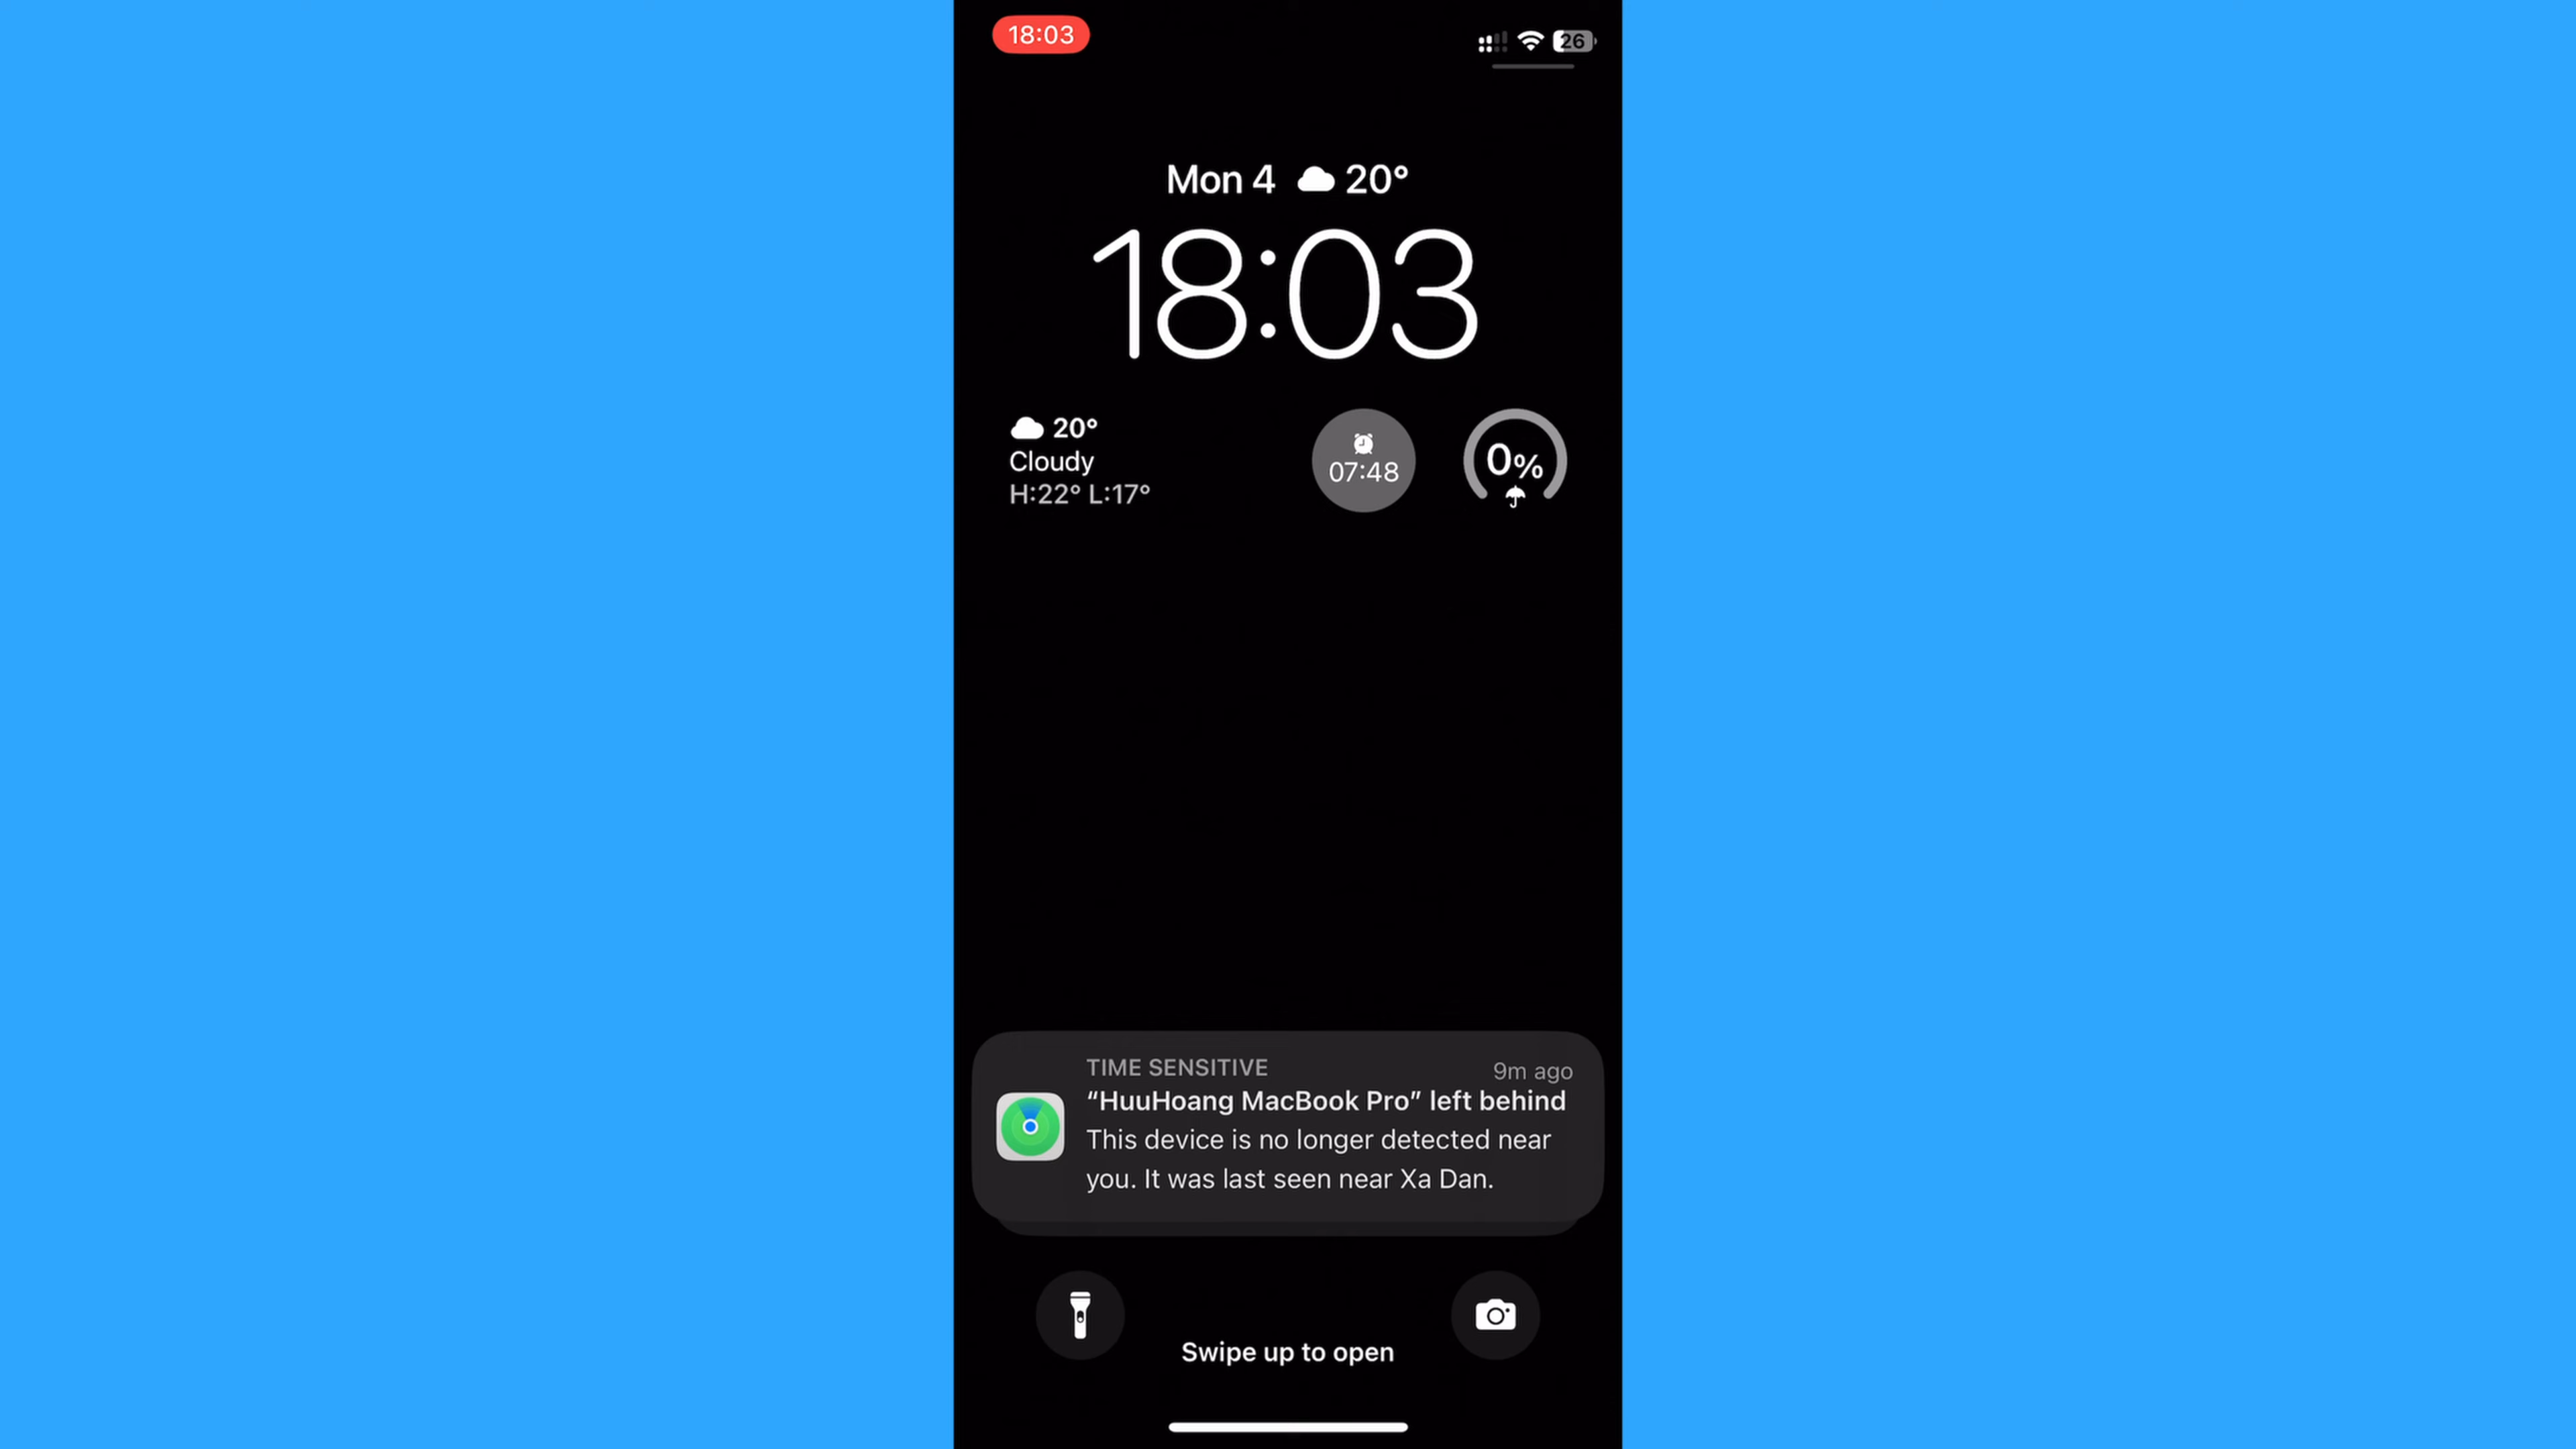 18:03
26
Mon 4 20°
18:03
20°
Cloudy
H:22° L:17°
07:48
0%
TIME SENSITIVE
9m ago
“HuuHoang MacBook Pro” left behind
This device is no longer detected near
you. It was last seen near Xa Dan.
Swipe up to open